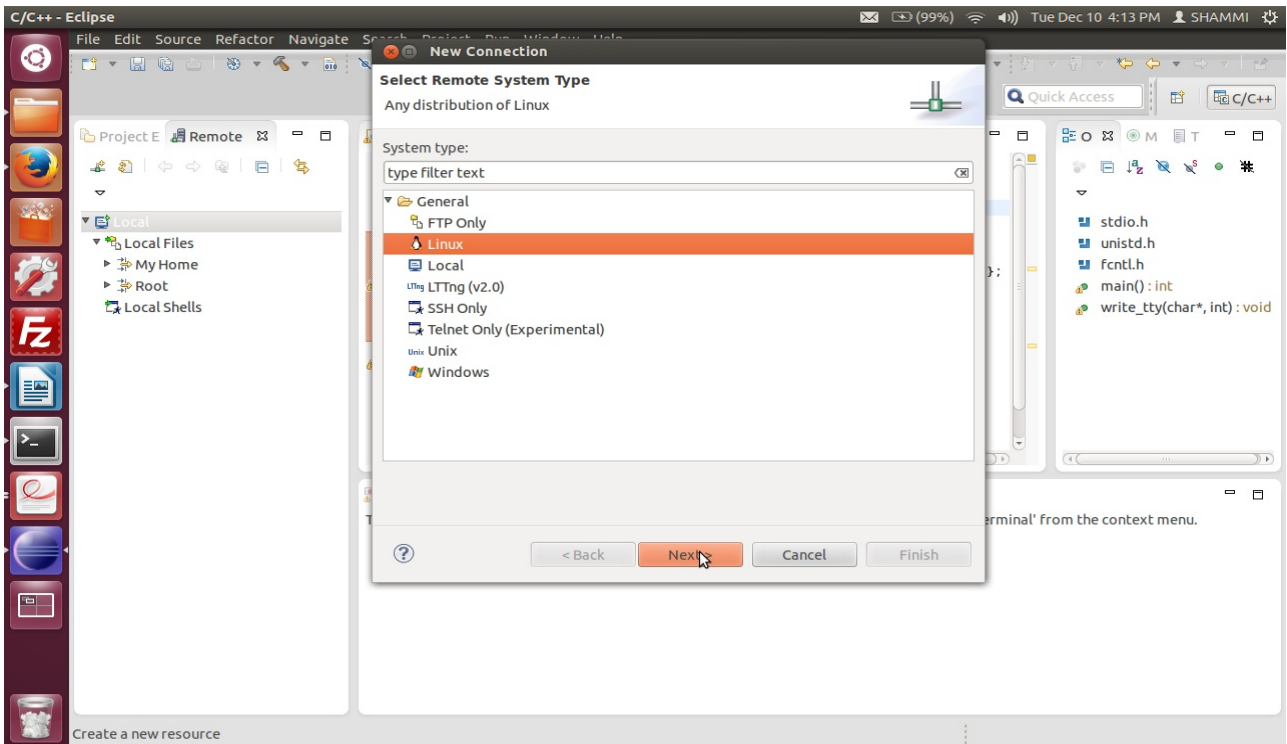 C/C++ - Eclipse
(99%) Tue Dec 10 4:13 PM SHAMMI
File Edit Source Refactor Navigate
New Connection
Select Remote System Type
Any distribution of Linux
Quick Access
C/C++
Project E
Remote
O
M
T
System type:
type filter text
General
FTP Only
Linux
Local
LTTng LTTng (v2.0)
SSH Only
Telnet Only (Experimental)
Unix Unix
Windows
Local
Local Files
My Home
Root
Local Shells
};
stdio.h
unistd.h
fcntl.h
main() : int
write_tty(char*, int) : void
erminal' from the context menu.
< Back
Next >
Cancel
Finish
Create a new resource